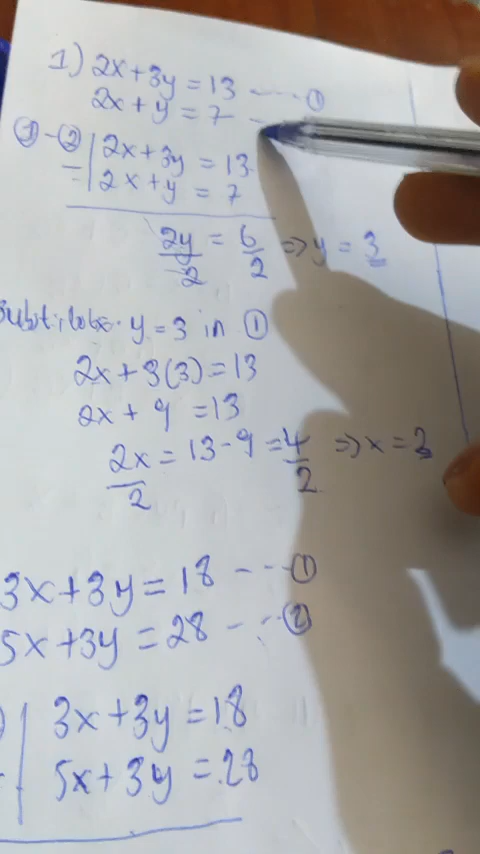 1) 2x+3y = 13 ---- ①
2x + y = 7 -
①-② | 2x+3y = 13
- | 2x+y = 7
2y/2 = 6/2 => y = 3
y = 3 in ①
2x + 3(3) = 13
2x + 9 = 13
2x/2 = 13-9 = 4/2 => x = 2
3x+3y = 18 ---- ①
5x+3y = 28 ---- ②
) | 3x+3y = 18
- | 5x+3y = 28